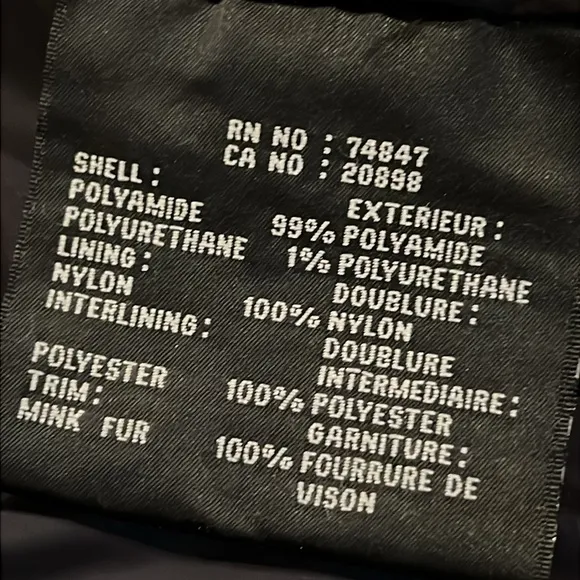 RN NO : 74847
CA NO : 20898
SHELL : EXTERIEUR :
POLYAMIDE 99% POLYAMIDE
POLYURETHANE 1% POLYURETHANE
LINING : DOUBLURE :
NYLON 100% NYLON
INTERLINING : DOUBLURE
INTERMEDIAIRE :
POLYESTER 100% POLYESTER
TRIM : GARNITURE :
MINK FUR 100% FOURRURE DE
VISON